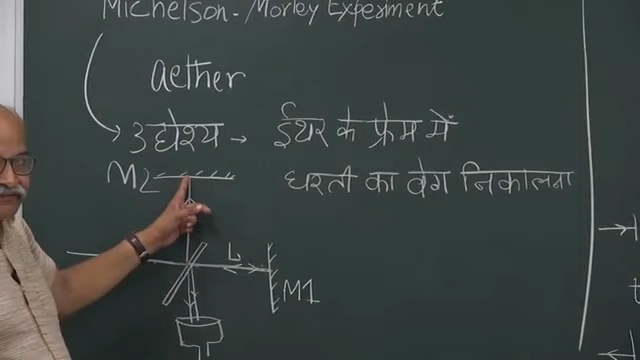 Michelson-Morley Experiment
aether
उद्देश्य → ईथर के फ्रेम में
M2 धरती का वेग निकालना
L
M1
t